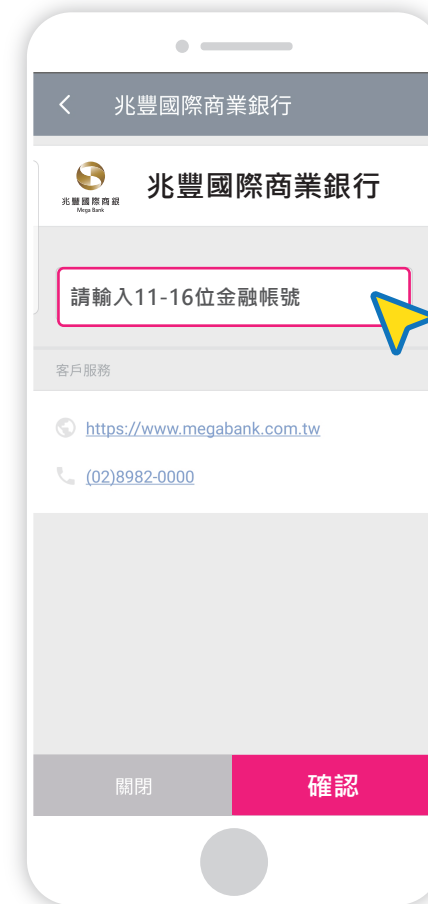 兆豐國際商業銀行
兆豐國際商銀
Mega Bank
兆豐國際商業銀行
請輸入11-16位金融帳號
客戶服務
https://www.megabank.com.tw
(02)8982-0000
關閉
確認